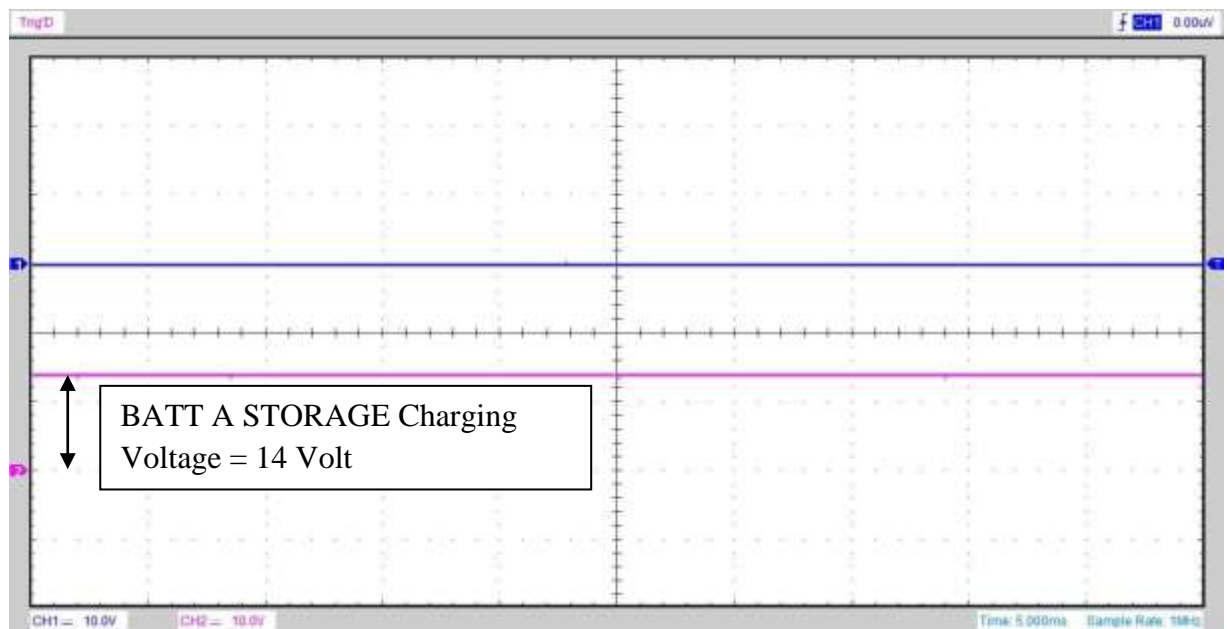 Trig'D
CH1 0.00uV
1
BATT A STORAGE Charging
Voltage = 14 Volt
CH1 10.0V CH2 10.0V Time: 5.000ms Sample Rate: 1MHz